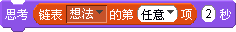 思考 链表 想法 的第 任意 项 2 秒